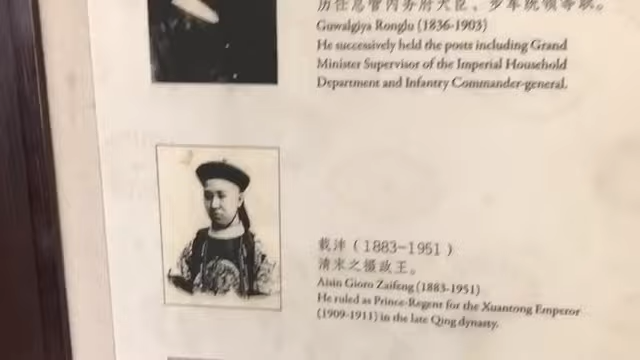 历任总管内务府大臣、步军统领等职。
Guwalgiya Ronglu (1836-1903)
He successively held the posts including Grand
Minister Supervisor of the Imperial Household
Department and Infantry Commander-general.
载沣（1883—1951）
清末之摄政王。
Aisin Gioro Zaifeng (1883-1951)
He ruled as Prince-Regent for the Xuantong Emperor
(1909-1911) in the late Qing dynasty.